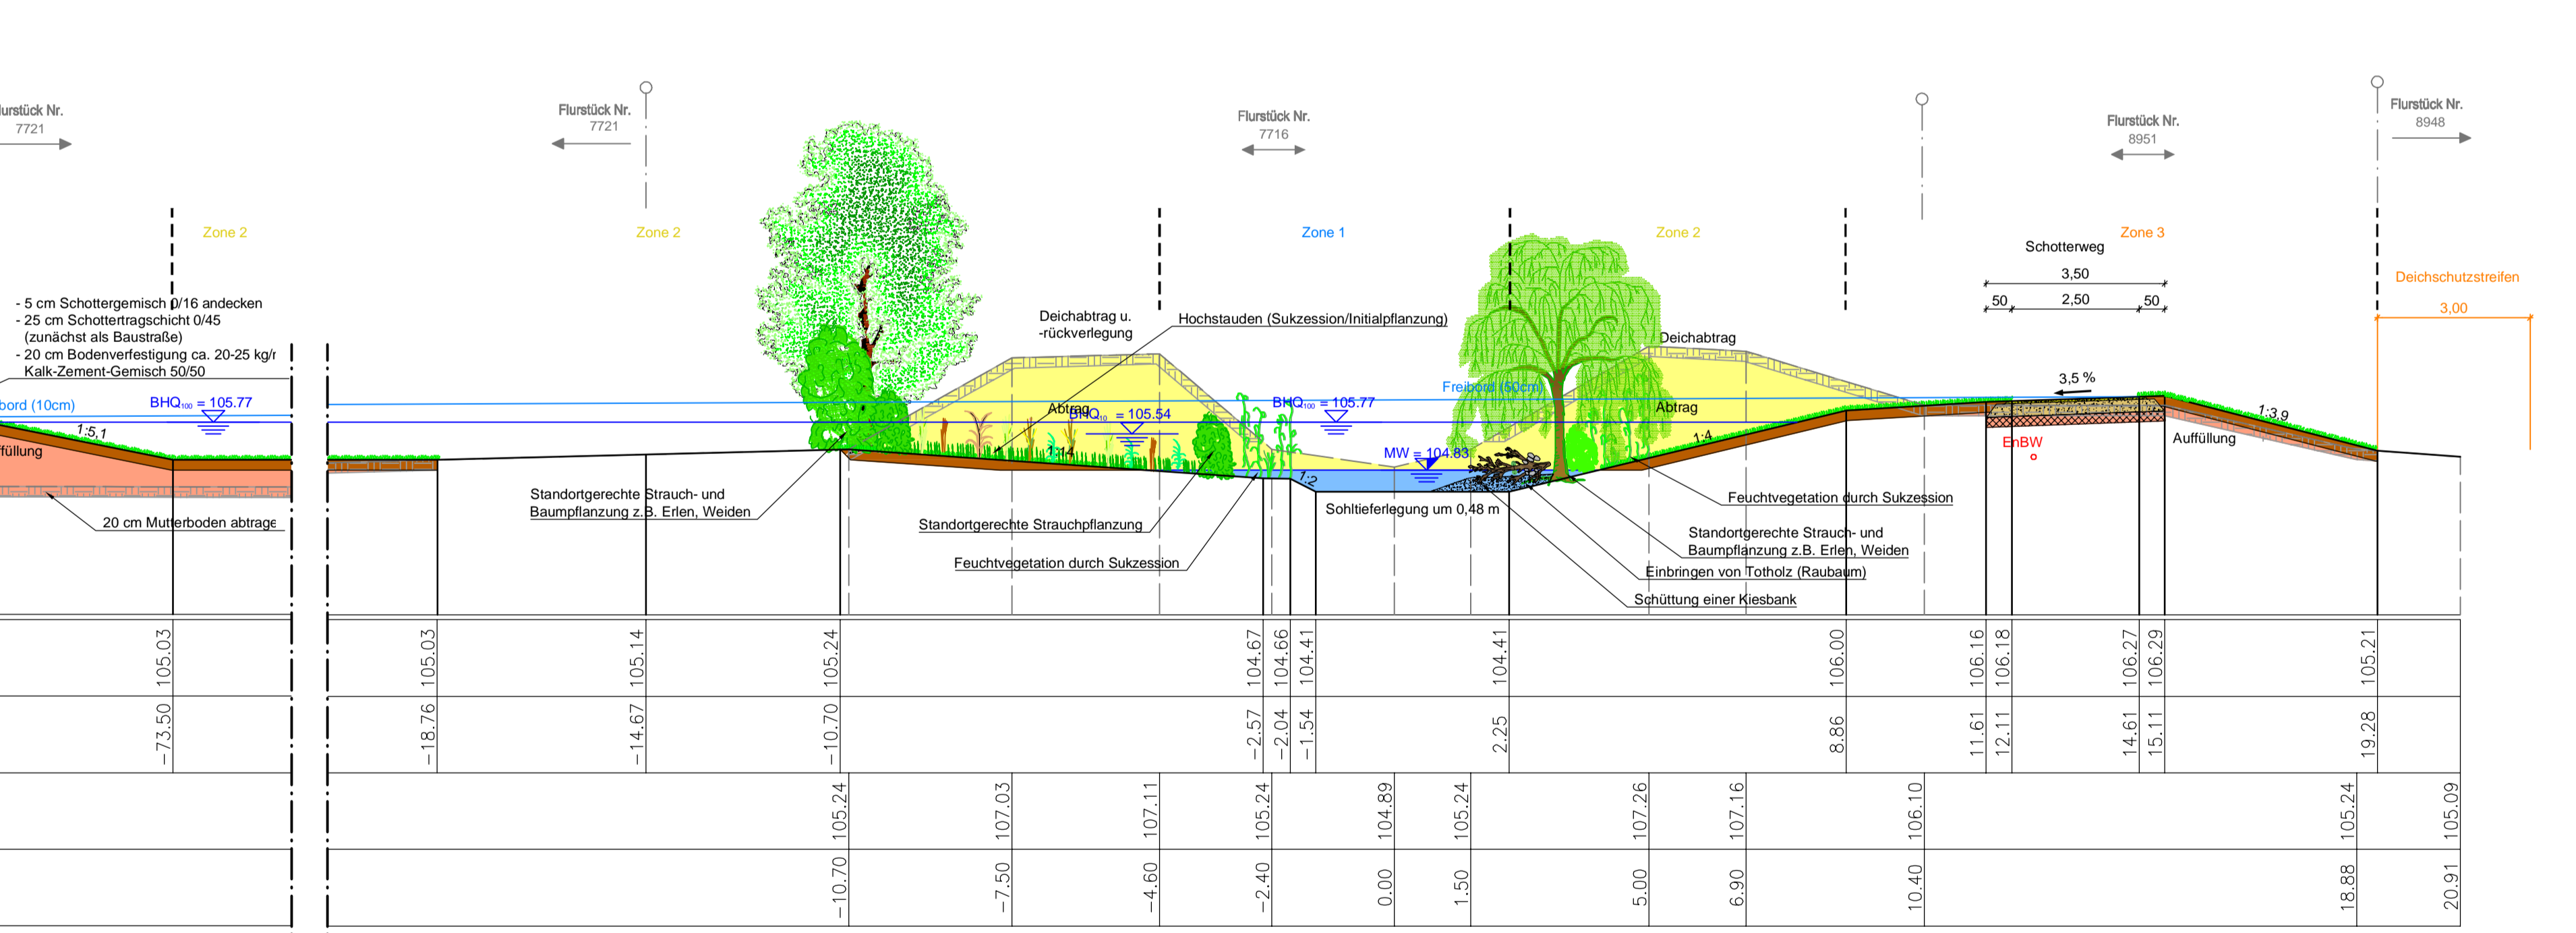 Flurstück Nr.
7721
Flurstück Nr.
7721
Flurstück Nr.
7716
Flurstück Nr.
8951
Flurstück Nr.
8948
Zone 2
Zone 2
Zone 1
Zone 2
Zone 3
Schotterweg
3,50
50
2,50
50
Deichschutzstreifen
3,00
- 5 cm Schottergemisch 0/16 andecken
- 25 cm Schottertragschicht 0/45
(zunächst als Baustraße)
- 20 cm Bodenverfestigung ca. 20-25 kg/
Kalk-Zement-Gemisch 50/50
bord (10cm)
BHQ100 = 105.77
1:5,1
füllung
20 cm Mutterboden abtrage
Deichabtrag u.
-rückverlegung
Hochstauden (Sukzession/Initialpflanzung)
Deichabtrag
Freibord (50cm)
Abtrag
BHQ10 = 105.54
BHQ100 = 105.77
Abtrag
3,5 %
1:3,9
1:14
MW = 104.83
1:4
EnBW
Auffüllung
1:2
Standortgerechte Strauch- und
Baumpflanzung z.B. Erlen, Weiden
Standortgerechte Strauchpflanzung
Feuchtvegetation durch Sukzession
Sohltieferlegung um 0,48 m
Feuchtvegetation durch Sukzession
Standortgerechte Strauch- und
Baumpflanzung z.B. Erlen, Weiden
Einbringen von Totholz (Raubaum)
Schüttung einer Kiesbank
105.03 105.03 105.14 105.24 104.67 104.66 104.41 104.41 106.00 106.16 106.18 106.27 106.29 105.21
-73.50 -18.76 -14.67 -10.70 -2.57 -2.04 -1.54 2.25 8.86 11.61 12.11 14.61 15.11 19.28
105.24 107.03 107.11 105.24 104.89 105.24 107.26 107.16 106.10 105.24 105.09
-10.70 -7.50 -4.60 -2.40 0.00 1.50 5.00 6.90 10.40 18.88 20.91